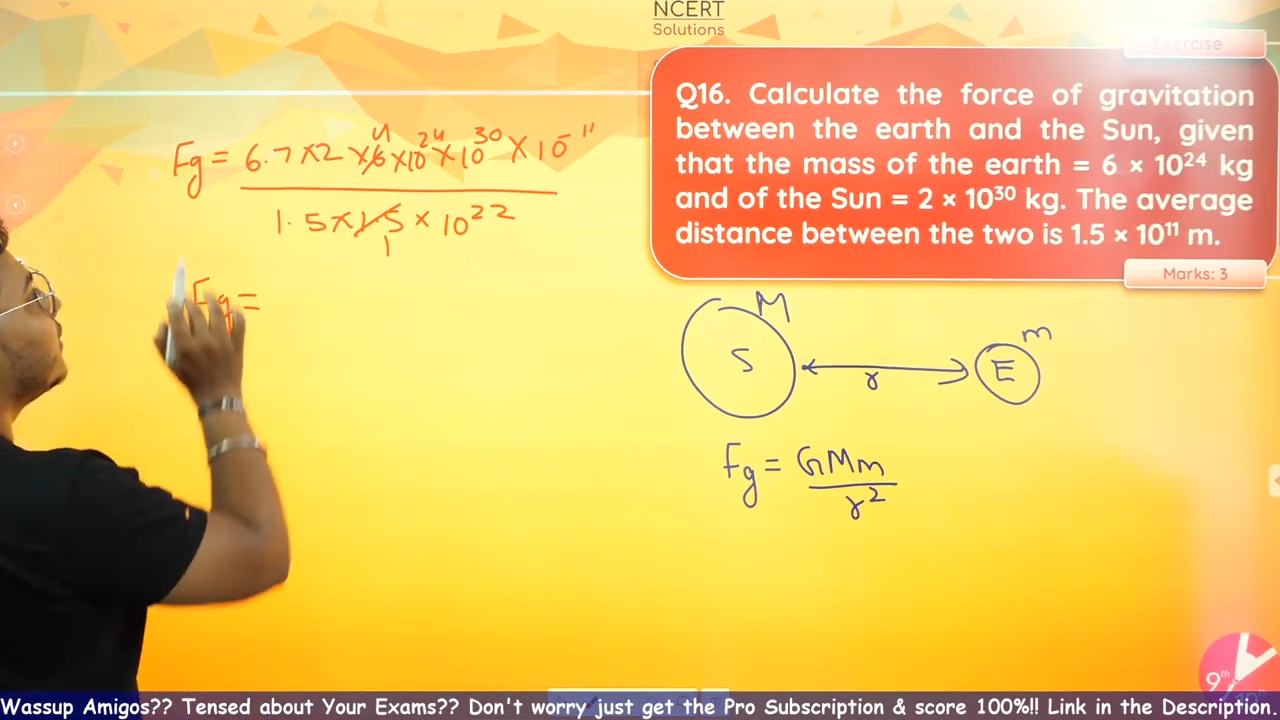 NCERT
Solutions
Exercise
Q16. Calculate the force of gravitation
between the earth and the Sun, given
that the mass of the earth = 6 × 10²⁴ kg
and of the Sun = 2 × 10³⁰ kg. The average
distance between the two is 1.5 × 10¹¹ m.
Marks: 3
Fg = 6.7 × 2 × 6 4 × 10²⁴ × 10³⁰ × 10⁻¹¹
1.5 × 1.5 × 10²²
1
Fg =
M
S
r
E
m
Fg = GMm
r²
9th
10th
Wassup Amigos?? Tensed about Your Exams?? Don't worry just get the Pro Subscription & score 100%!! Link in the Description.